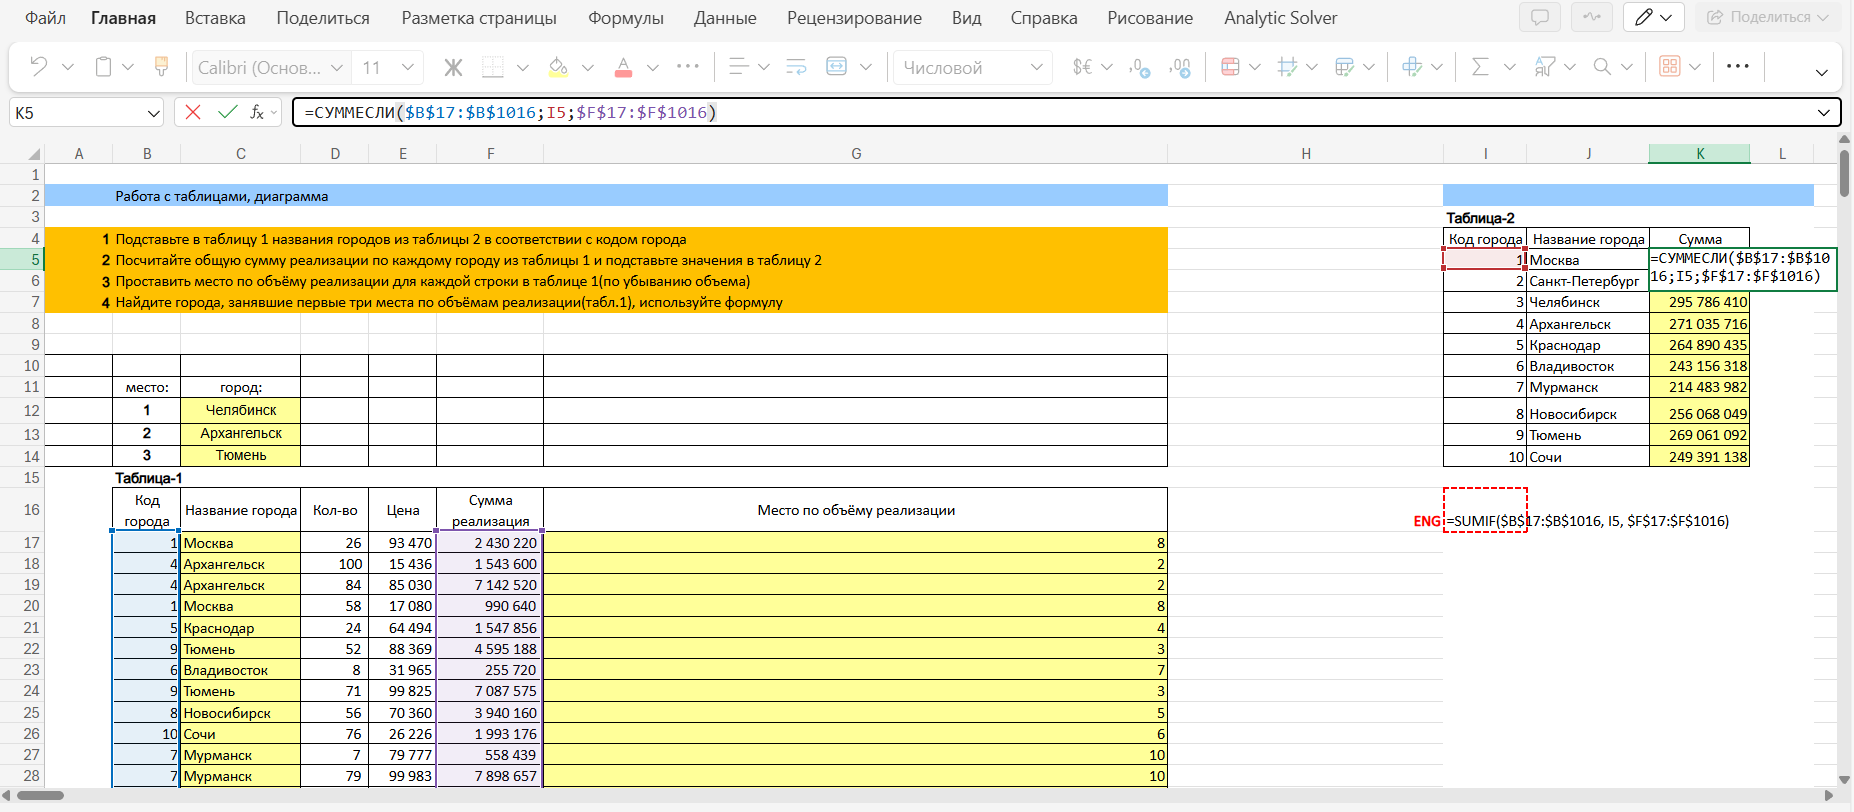 Файл Главная Вставка Поделиться Разметка страницы Формулы Данные Рецензирование Вид Справка Рисование Analytic Solver Поделиться
Calibri (Основ... 11 Ж А Числовой $€ ,0 ,00
K5 fx =СУММЕСЛИ($B$17:$B$1016;I5;$F$17:$F$1016)
A B C D E F G H I J K L
1
2 Работа с таблицами, диаграмма
3 Таблица-2
4 1 Подставьте в таблицу 1 названия городов из таблицы 2 в соответствии с кодом города Код города Название города Сумма
5 2 Посчитайте общую сумму реализации по каждому городу из таблицы 1 и подставьте значения в таблицу 2 1 Москва =СУММЕСЛИ($B$17:$B$10
16;I5;$F$17:$F$1016)
6 3 Проставить место по объёму реализации для каждой строки в таблице 1(по убыванию объема) 2 Санкт-Петербург
7 4 Найдите города, занявшие первые три места по объёмам реализации(табл.1), используйте формулу 3 Челябинск 295 786 410
8 4 Архангельск 271 035 716
9 5 Краснодар 264 890 435
10 6 Владивосток 243 156 318
11 место: город: 7 Мурманск 214 483 982
12 1 Челябинск 8 Новосибирск 256 068 049
13 2 Архангельск 9 Тюмень 269 061 092
14 3 Тюмень 10 Сочи 249 391 138
15 Таблица-1
16 Код города Название города Кол-во Цена Сумма реализация Место по объёму реализации ENG =SUMIF($B$17:$B$1016, I5, $F$17:$F$1016)
17 1 Москва 26 93 470 2 430 220 8
18 4 Архангельск 100 15 436 1 543 600 2
19 4 Архангельск 84 85 030 7 142 520 2
20 1 Москва 58 17 080 990 640 8
21 5 Краснодар 24 64 494 1 547 856 4
22 9 Тюмень 52 88 369 4 595 188 3
23 6 Владивосток 8 31 965 255 720 7
24 9 Тюмень 71 99 825 7 087 575 3
25 8 Новосибирск 56 70 360 3 940 160 5
26 10 Сочи 76 26 226 1 993 176 6
27 7 Мурманск 7 79 777 558 439 10
28 7 Мурманск 79 99 983 7 898 657 10